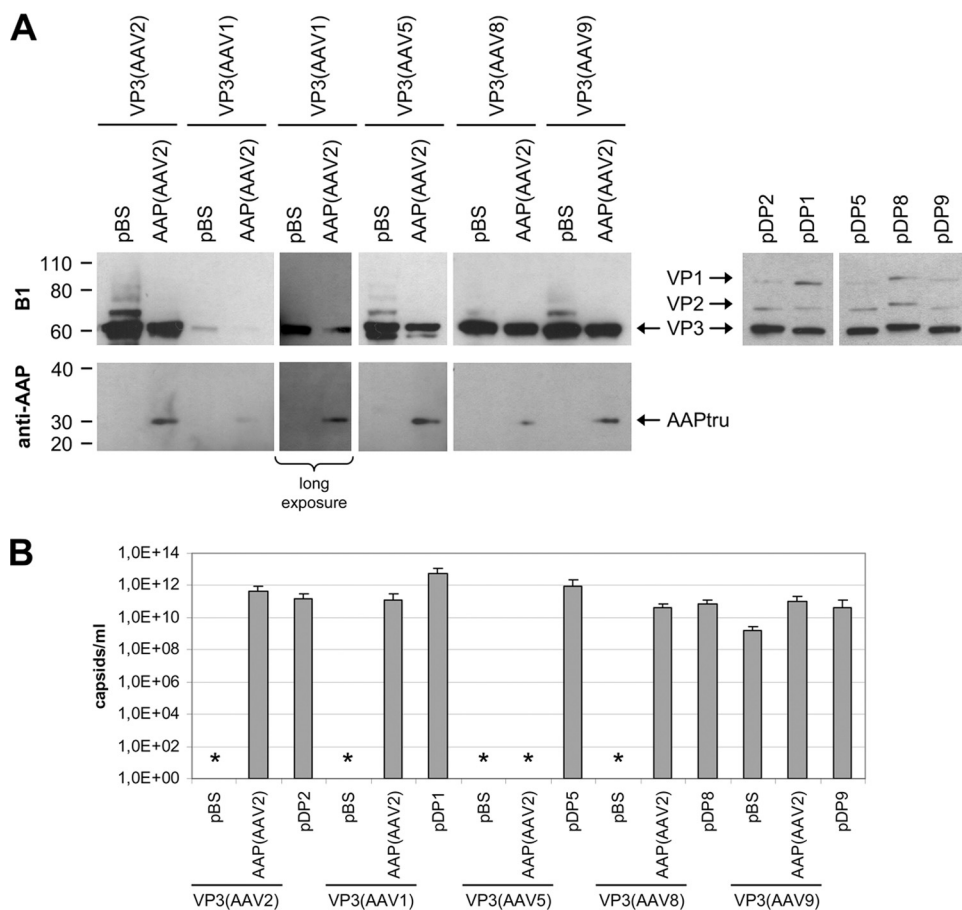 A
VP3(AAV2) VP3(AAV1) VP3(AAV1) VP3(AAV5) VP3(AAV8) VP3(AAV9)
pBS AAP(AAV2) pBS AAP(AAV2) pBS AAP(AAV2) pBS AAP(AAV2) pBS AAP(AAV2) pBS AAP(AAV2) pDP2 pDP1 pDP5 pDP8 pDP9
B1
110
80
60
VP1
VP2
VP3
anti-AAP
40
30
20
AAPtru
long
exposure
B
capsids/ml
1,0E+14
1,0E+12
1,0E+10
1,0E+08
1,0E+06
1,0E+04
1,0E+02
1,0E+00
* * * * *
pBS AAP(AAV2) pDP2 pBS AAP(AAV2) pDP1 pBS AAP(AAV2) pDP5 pBS AAP(AAV2) pDP8 pBS AAP(AAV2) pDP9
VP3(AAV2) VP3(AAV1) VP3(AAV5) VP3(AAV8) VP3(AAV9)